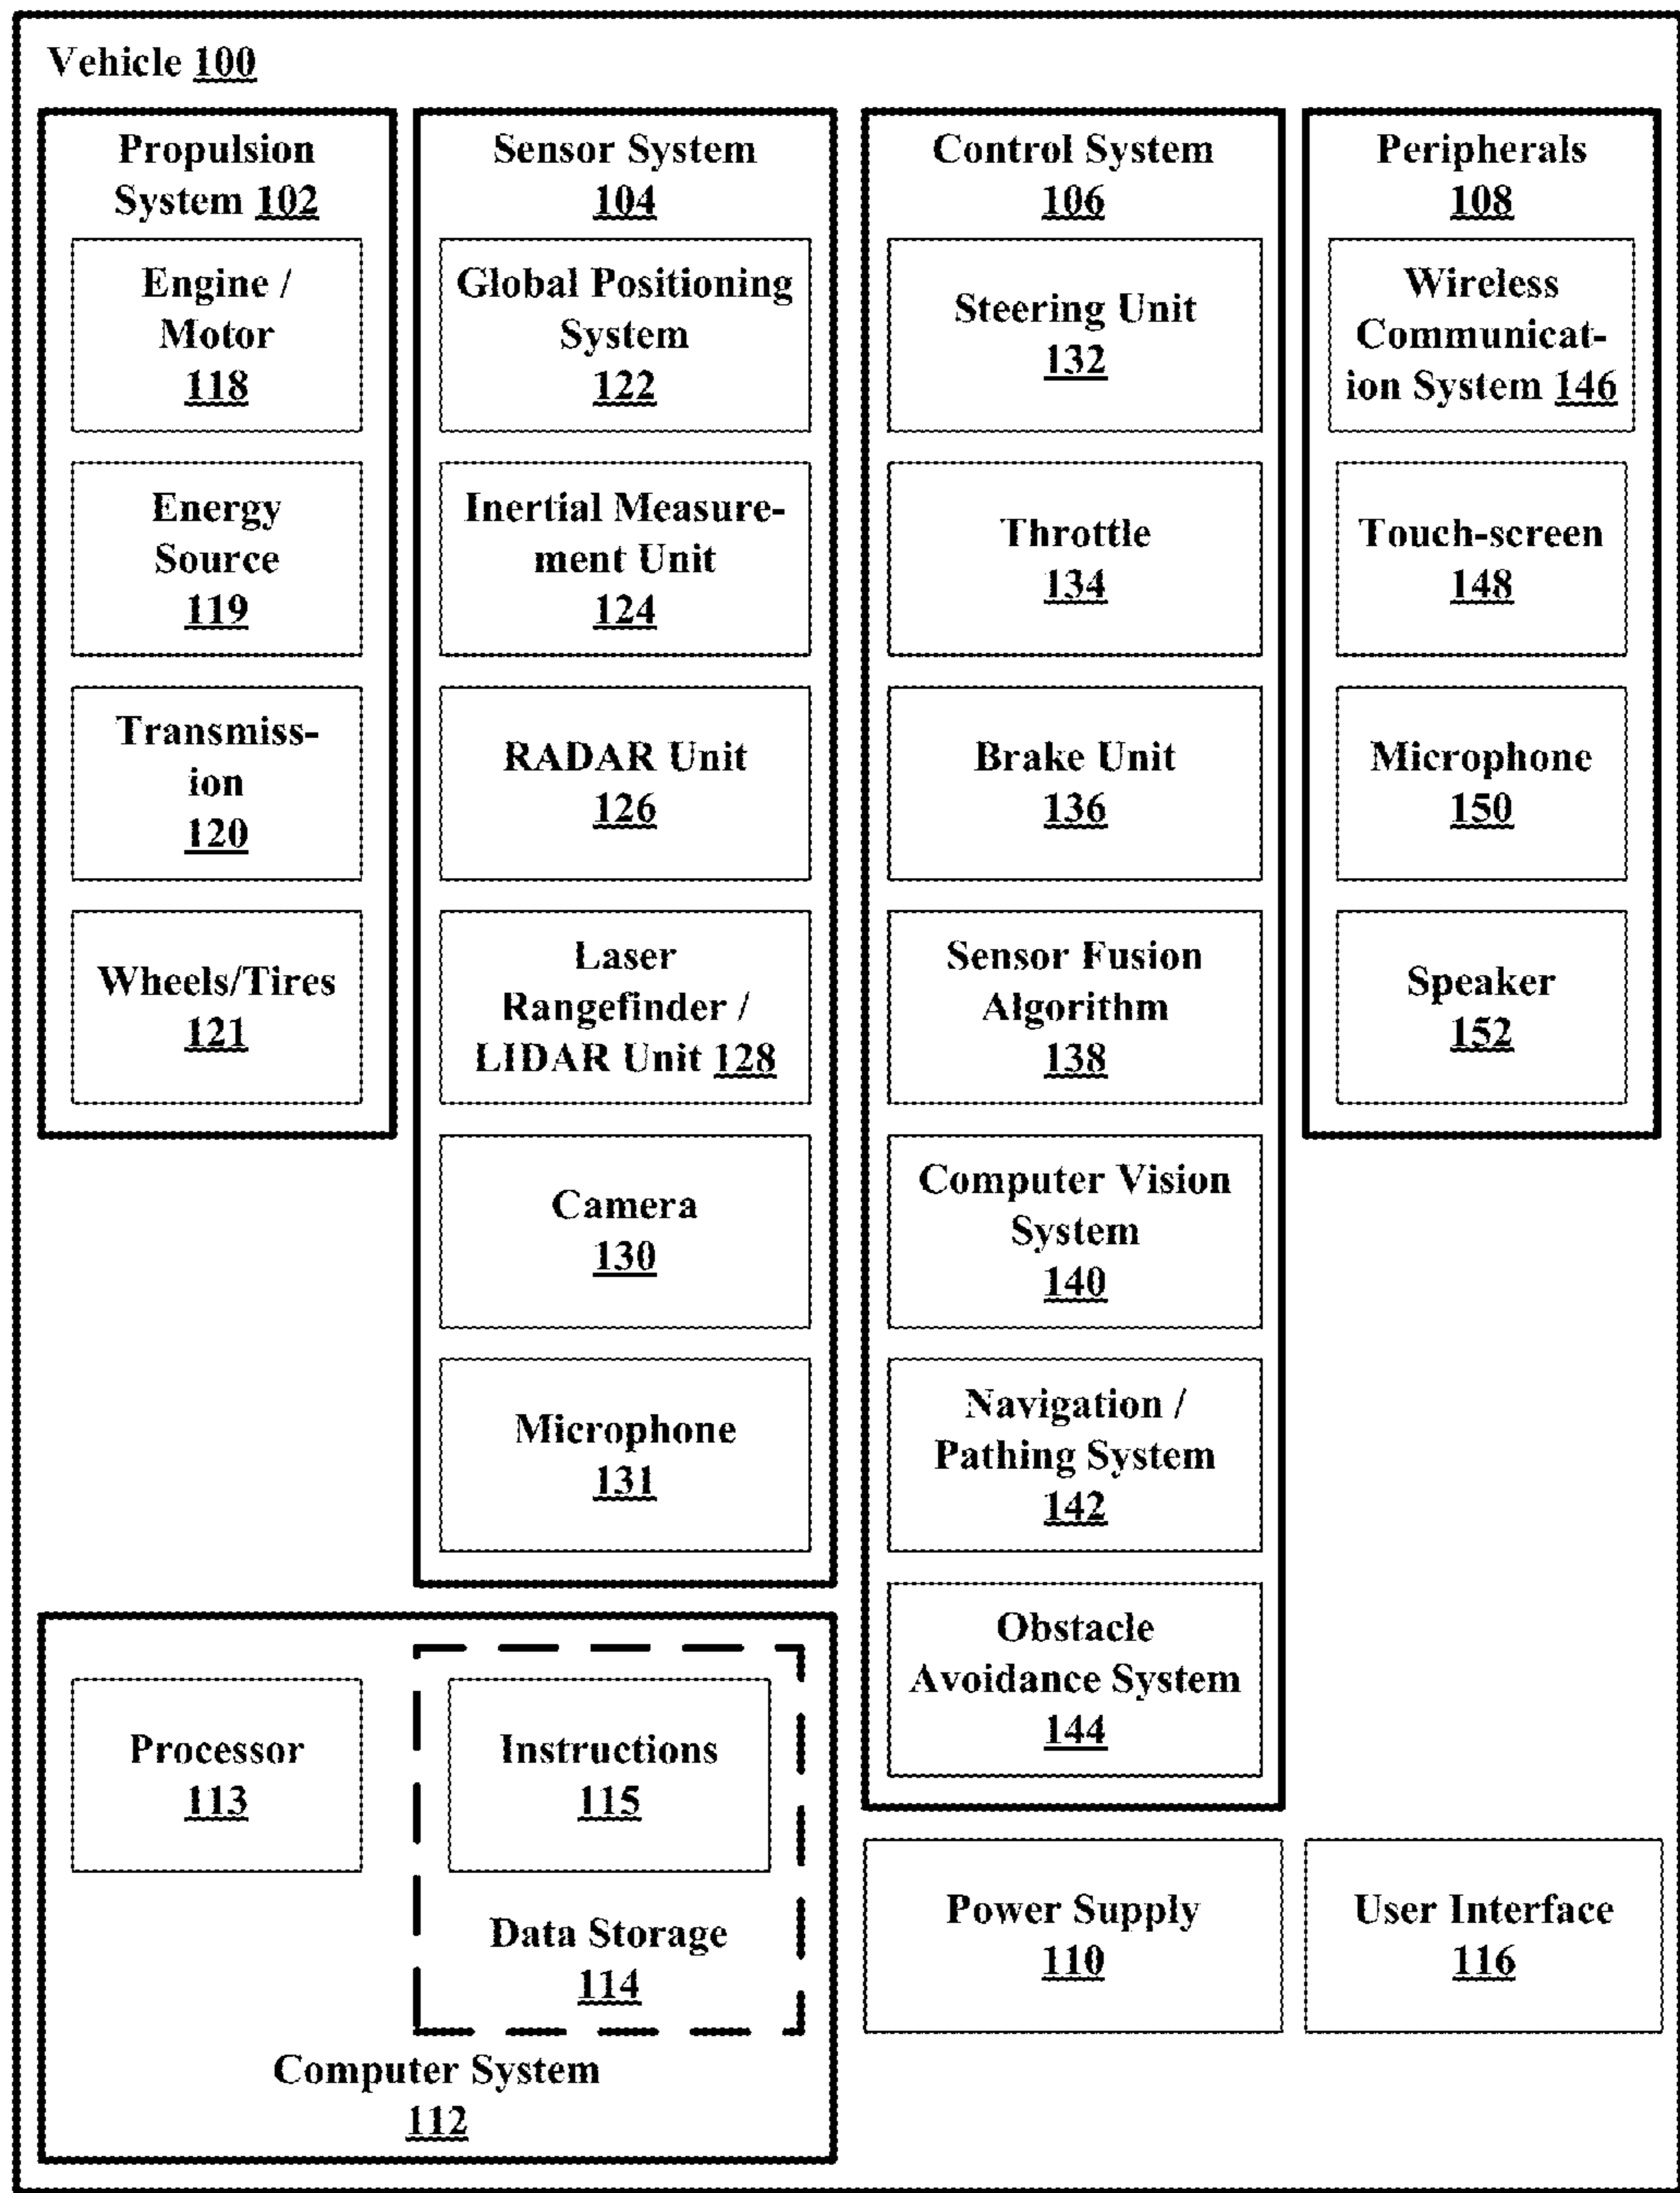 Vehicle 100
Propulsion
System 102
Engine /
Motor
118
Energy
Source
119
Transmiss-
ion
120
Wheels/Tires
121
Sensor System
104
Global Positioning
System
122
Inertial Measure-
ment Unit
124
RADAR Unit
126
Laser
Rangefinder /
LIDAR Unit 128
Camera
130
Microphone
131
Control System
106
Steering Unit
132
Throttle
134
Brake Unit
136
Sensor Fusion
Algorithm
138
Computer Vision
System
140
Navigation /
Pathing System
142
Obstacle
Avoidance System
144
Peripherals
108
Wireless
Communicat-
ion System 146
Touch-screen
148
Microphone
150
Speaker
152
Processor
113
Instructions
115
Data Storage
114
Computer System
112
Power Supply
110
User Interface
116